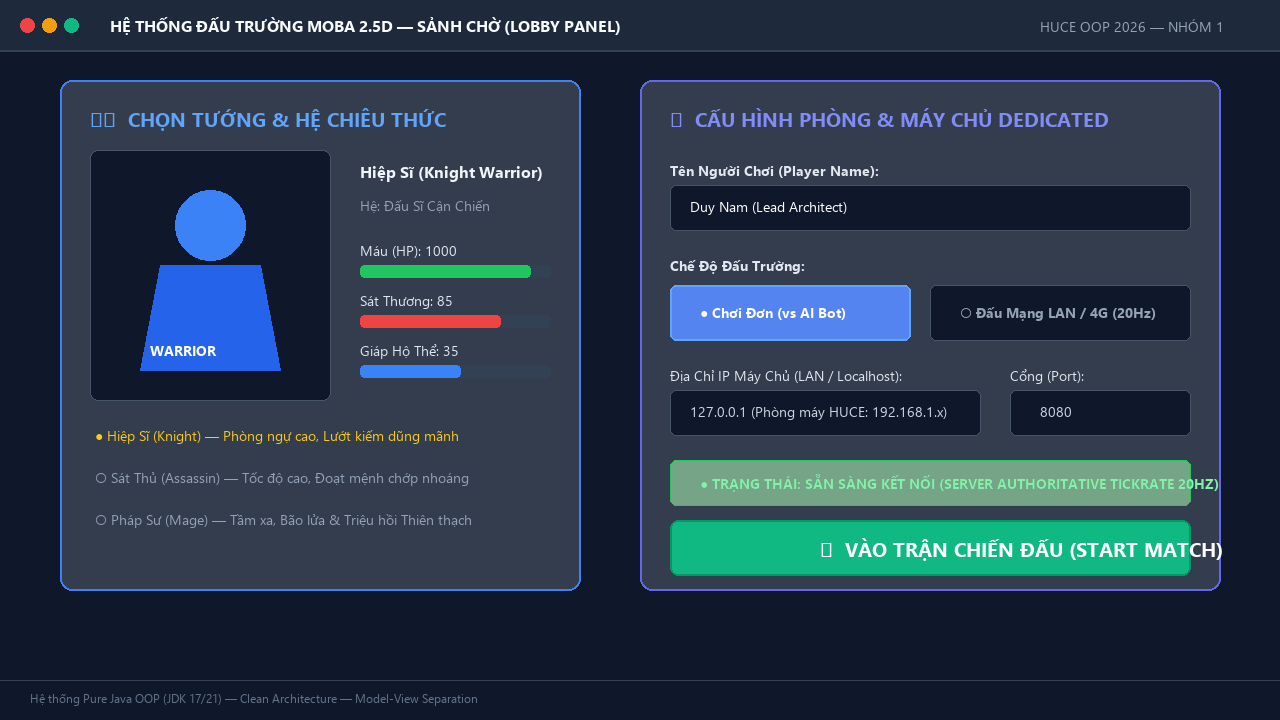 HỆ THỐNG ĐẤU TRƯỜNG MOBA 2.5D — SẢNH CHỜ (LOBBY PANEL)
HUCE OOP 2026 — NHÓM 1
CHỌN TƯỚNG & HỆ CHIÊU THỨC
WARRIOR
Hiệp Sĩ (Knight Warrior)
Hệ: Đấu Sĩ Cận Chiến
Máu (HP): 1000
Sát Thương: 85
Giáp Hộ Thể: 35
● Hiệp Sĩ (Knight) — Phòng ngự cao, Lướt kiếm dũng mãnh
○ Sát Thủ (Assassin) — Tốc độ cao, Đoạt mệnh chớp nhoáng
○ Pháp Sư (Mage) — Tầm xa, Bão lửa & Triệu hồi Thiên thạch
CẤU HÌNH PHÒNG & MÁY CHỦ DEDICATED
Tên Người Chơi (Player Name):
Duy Nam (Lead Architect)
Chế Độ Đấu Trường:
● Chơi Đơn (vs AI Bot)
○ Đấu Mạng LAN / 4G (20Hz)
Địa Chỉ IP Máy Chủ (LAN / Localhost):
Cổng (Port):
127.0.0.1 (Phòng máy HUCE: 192.168.1.x)
8080
● TRẠNG THÁI: SẴN SÀNG KẾT NỐI (SERVER AUTHORITATIVE TICKRATE 20HZ)
VÀO TRẬN CHIẾN ĐẤU (START MATCH)
Hệ thống Pure Java OOP (JDK 17/21) — Clean Architecture — Model-View Separation